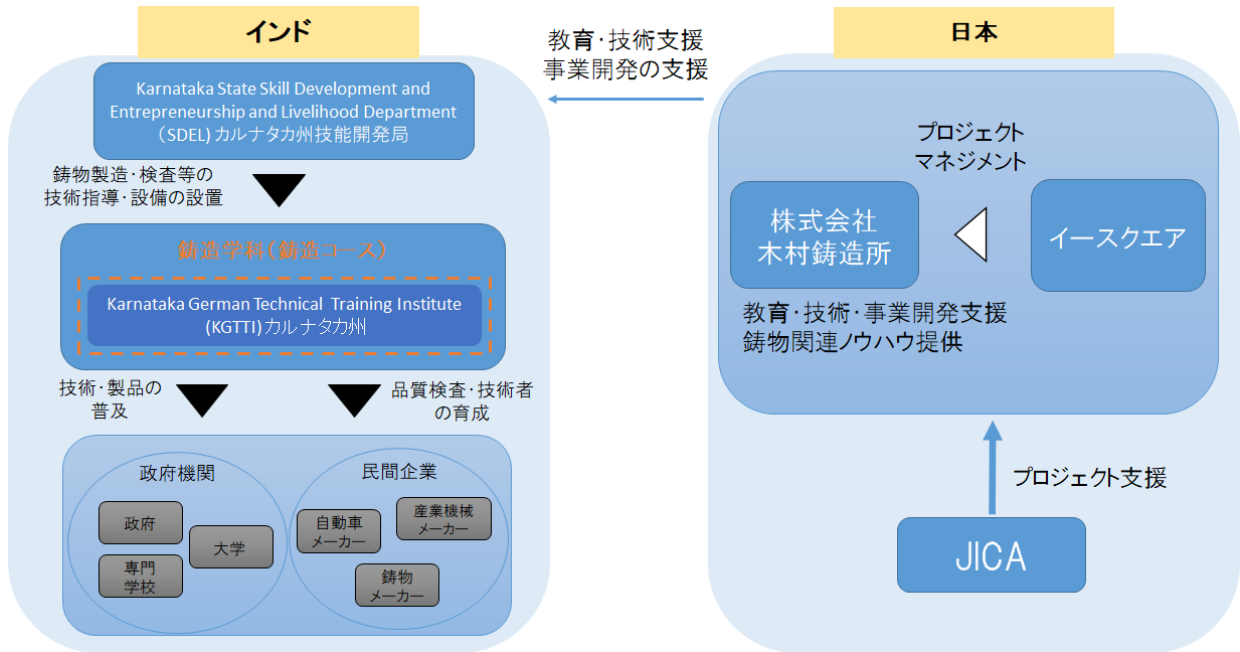 インド
Karnataka State Skill Development and
Entrepreneurship and Livelihood Department
(SDEL)カルナタカ州技能開発局
鋳物製造・検査等の
技術指導・設備の設置
鋳造学科(鋳造コース)
Karnataka German Technical Training Institute
(KGTTI)カルナタカ州
技術・製品の
普及
品質検査・技術者
の育成
政府機関
政府
大学
専門
学校
民間企業
自動車
メーカー
産業機械
メーカー
鋳物
メーカー
教育・技術支援
事業開発の支援
日本
プロジェクト
マネジメント
株式会社
木村鋳造所
イースクエア
教育・技術・事業開発支援
鋳物関連ノウハウ提供
プロジェクト支援
JICA